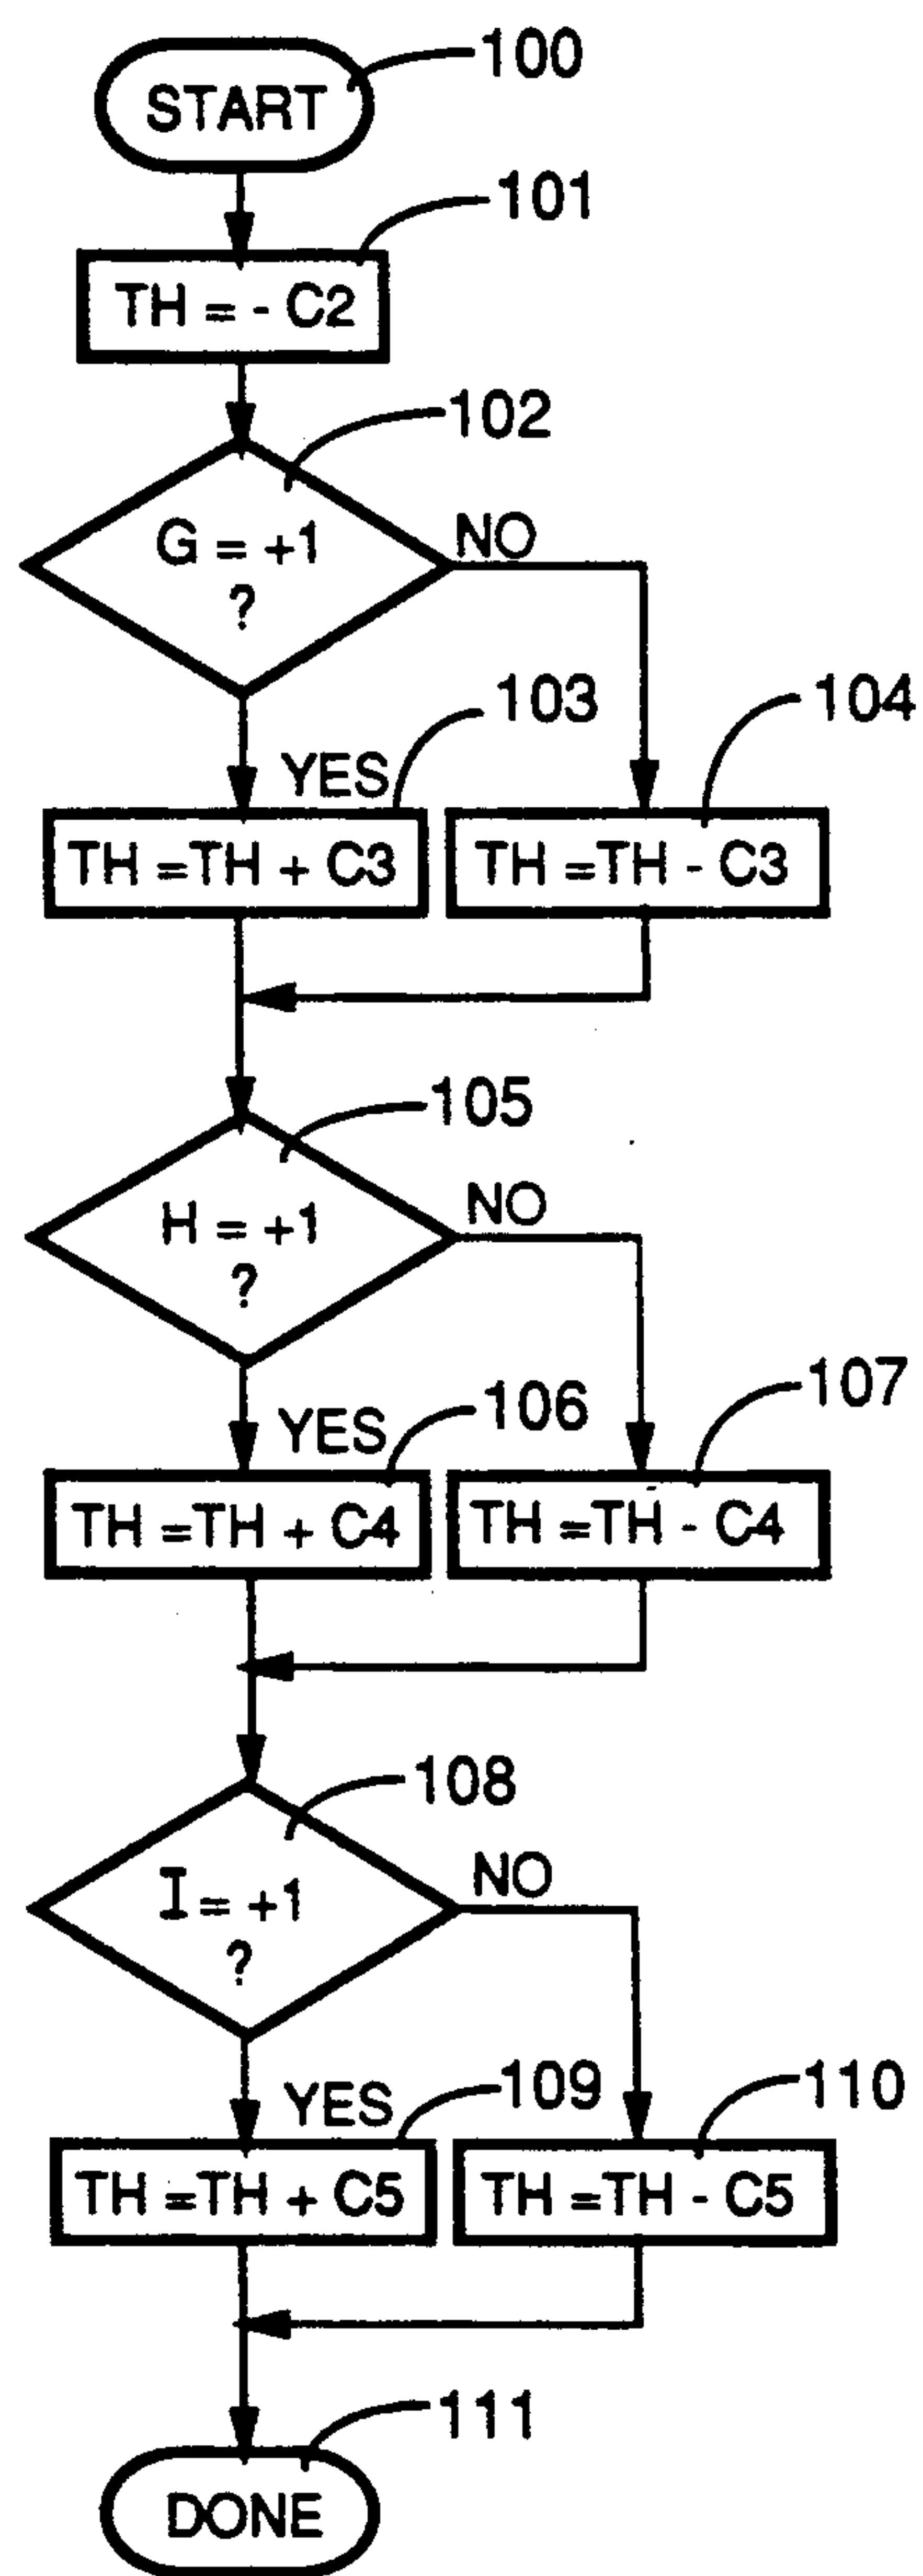 100
START
101
TH = - C2
102
G = +1
?
NO
YES
103
104
TH =TH + C3
TH =TH - C3
105
H = +1
?
NO
YES
106
107
TH =TH + C4
TH =TH - C4
108
I = +1
?
NO
YES
109
110
TH =TH + C5
TH =TH - C5
111
DONE